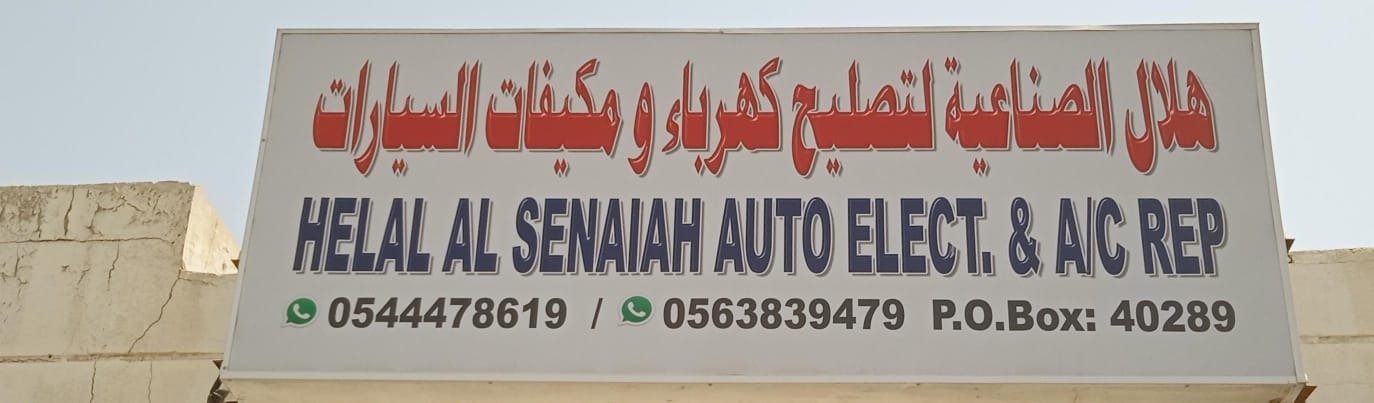 هلال الصناعية لتصليح كهرباء و مكيفات السيارات
HELAL AL SENAIAH AUTO ELECT. & A/C REP
0544478619 / 0563839479 P.O.Box: 40289